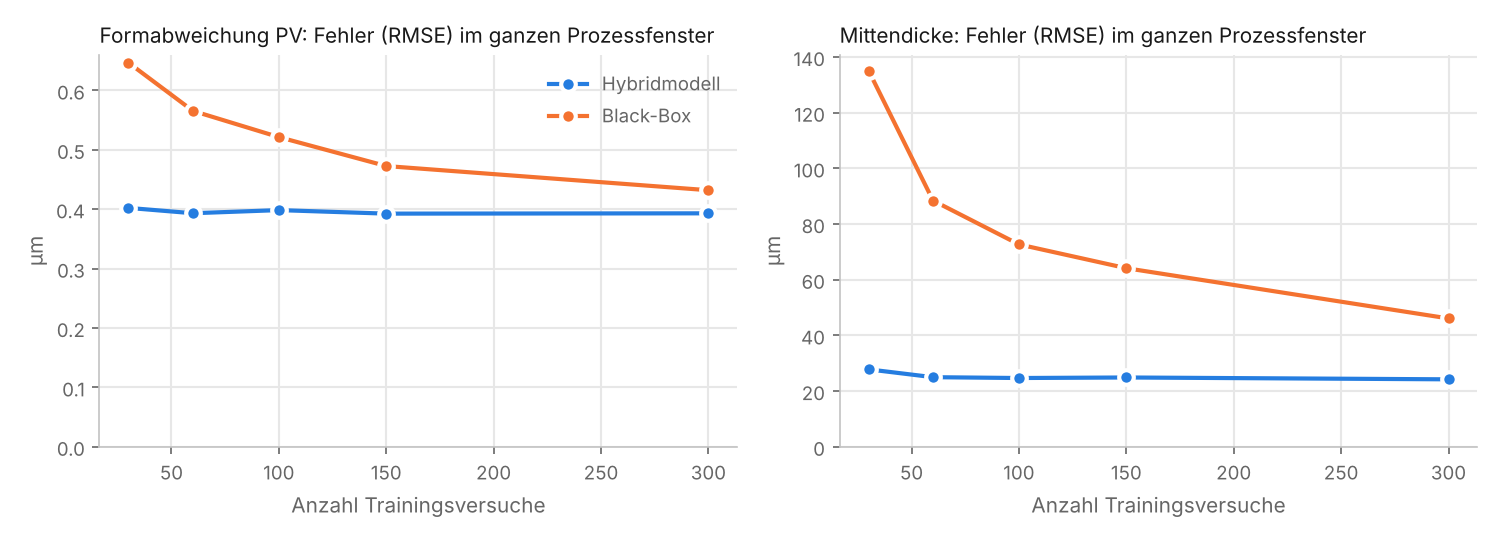 Formabweichung PV: Fehler (RMSE) im ganzen Prozessfenster
Hybridmodell
Black-Box
µm
0.6
0.5
0.4
0.3
0.2
0.1
0.0
50 100 150 200 250 300
Anzahl Trainingsversuche
Mittendicke: Fehler (RMSE) im ganzen Prozessfenster
µm
140
120
100
80
60
40
20
0
50 100 150 200 250 300
Anzahl Trainingsversuche